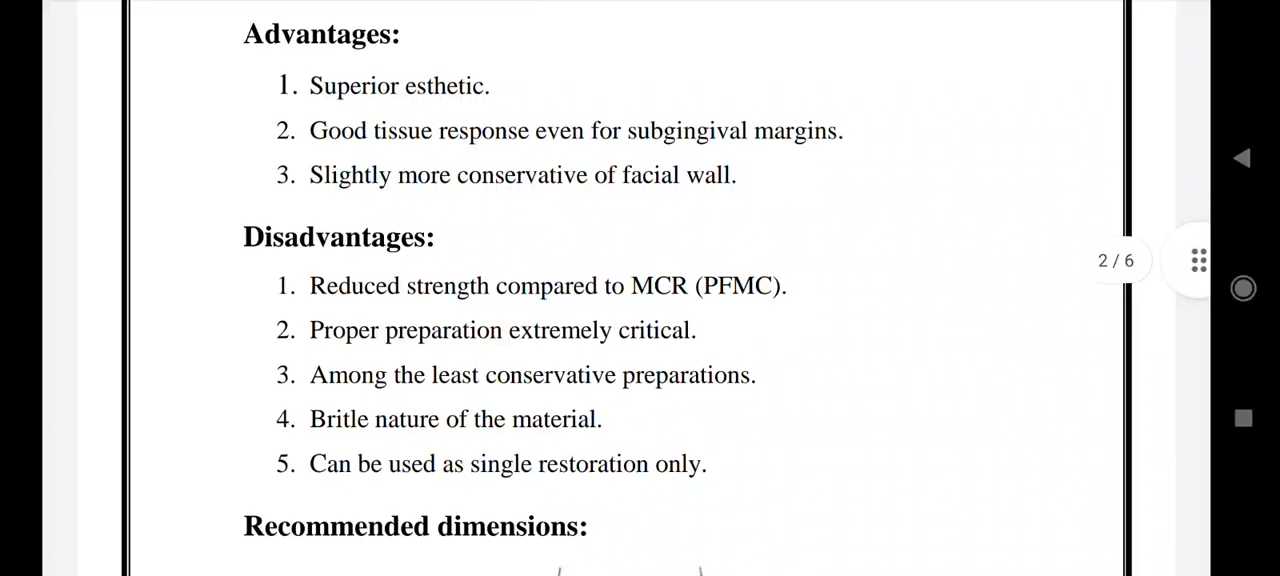 Advantages:
1. Superior esthetic.
2. Good tissue response even for subgingival margins.
3. Slightly more conservative of facial wall.
Disadvantages:
1. Reduced strength compared to MCR (PFMC).
2. Proper preparation extremely critical.
2 / 6
3. Among the least conservative preparations.
4. Britle nature of the material.
5. Can be used as single restoration only.
Recommended dimensions: